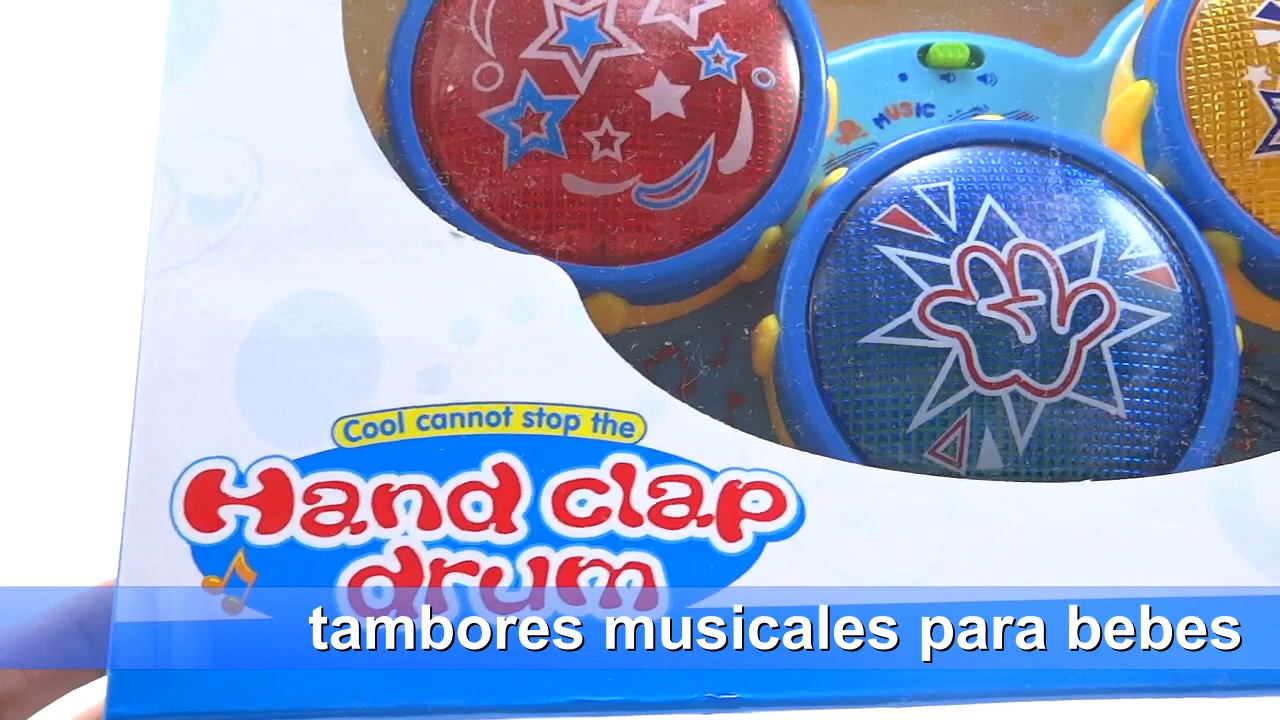 MUSIC
Cool cannot stop the
Hand clap
drum
tambores musicales para bebes